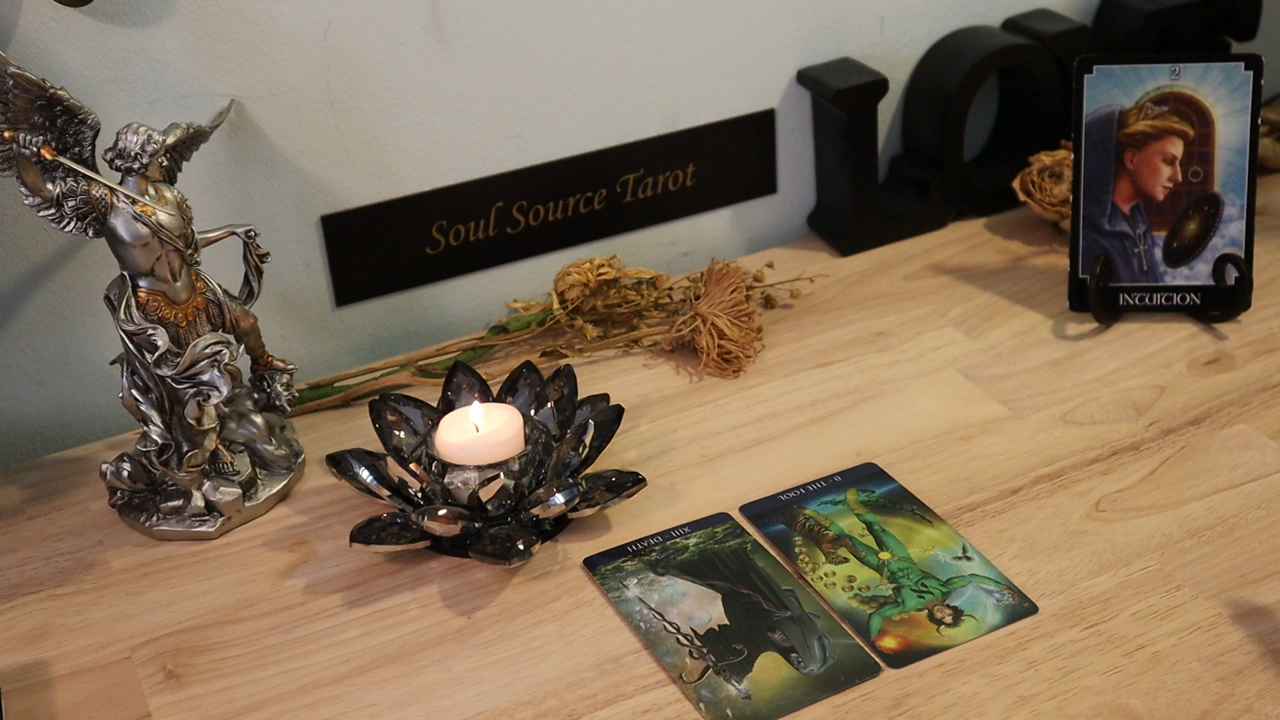 Soul Source Tarot
2
INTUITION
0 - THE FOOL
XIII - DEATH